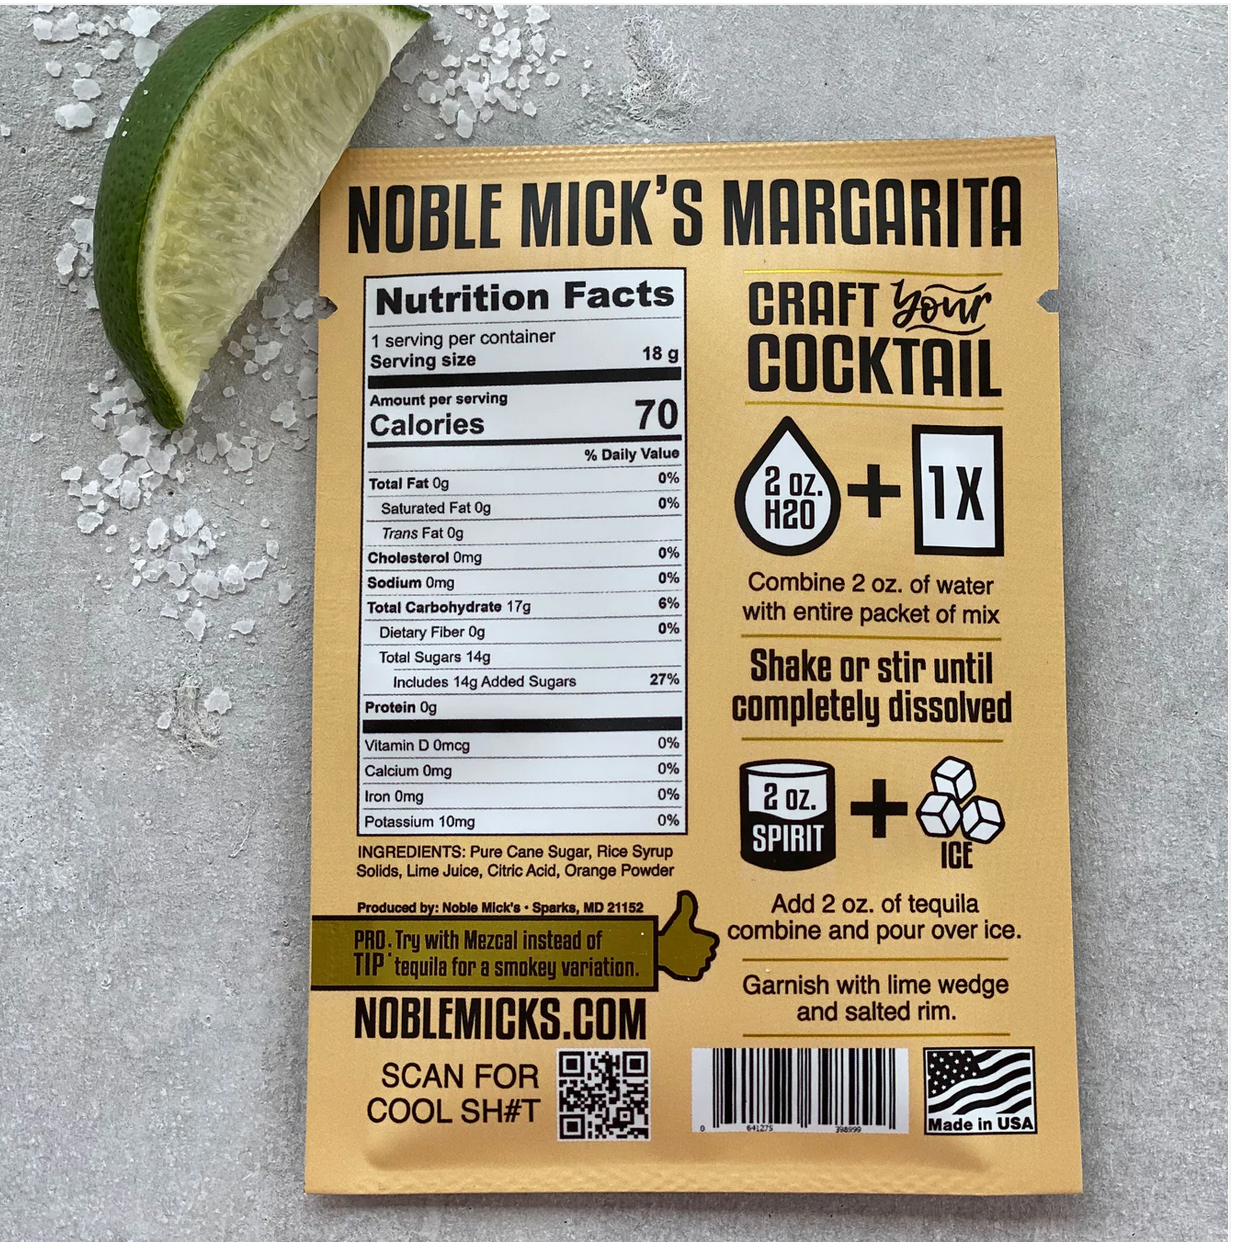 NOBLE MICK'S MARGARITA
Nutrition Facts
1 serving per container
Serving size 18 g
Amount per serving
Calories 70
% Daily Value
Total Fat 0g 0%
Saturated Fat 0g 0%
Trans Fat 0g
Cholesterol 0mg 0%
Sodium 0mg 0%
Total Carbohydrate 17g 6%
Dietary Fiber 0g 0%
Total Sugars 14g
Includes 14g Added Sugars 27%
Protein 0g
Vitamin D 0mcg 0%
Calcium 0mg 0%
Iron 0mg 0%
Potassium 10mg 0%
INGREDIENTS: Pure Cane Sugar, Rice Syrup
Solids, Lime Juice, Citric Acid, Orange Powder
Produced by: Noble Mick's • Sparks, MD 21152
PRO. Try with Mezcal instead of
TIP tequila for a smokey variation.
NOBLEMICKS.COM
SCAN FOR
COOL SH#T
CRAFT your
COCKTAIL
2 oz.
H2O
+
1X
Combine 2 oz. of water
with entire packet of mix
Shake or stir until
completely dissolved
2 oz.
SPIRIT
+
ICE
Add 2 oz. of tequila
combine and pour over ice.
Garnish with lime wedge
and salted rim.
0 641275 398999
Made in USA